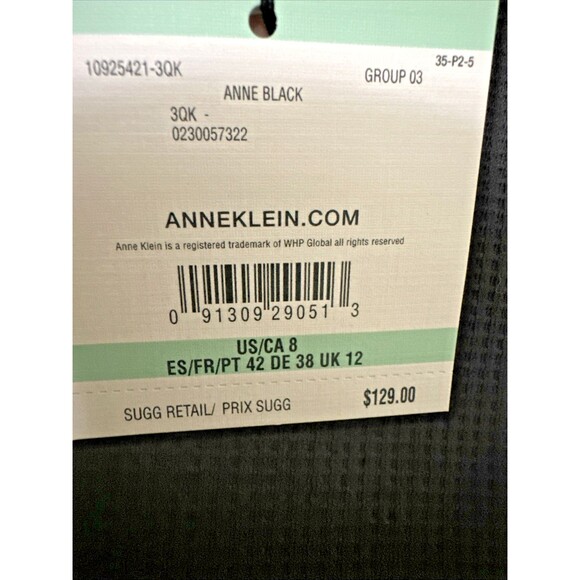 35-P2-5
10925421-3QK GROUP 03
ANNE BLACK
3QK -
0230057322
ANNEKLEIN.COM
Anne Klein is a registered trademark of WHP Global all rights reserved
0 91309 29051 3
US/CA 8
ES/FR/PT 42 DE 38 UK 12
SUGG RETAIL/ PRIX SUGG $129.00